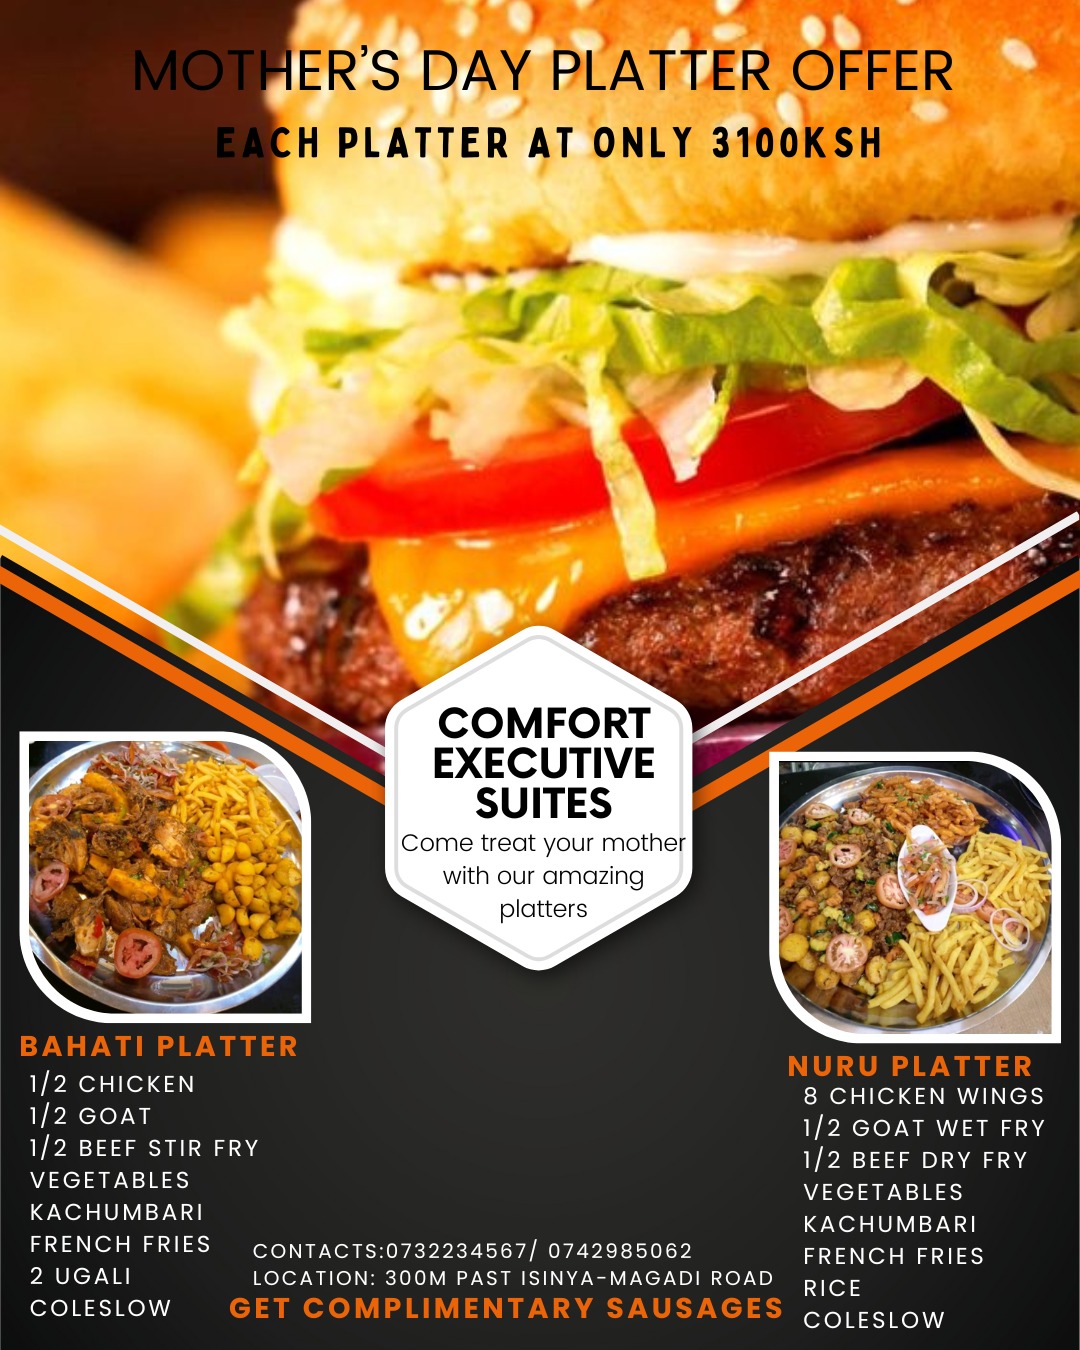 MOTHER'S DAY PLATTER OFFER
EACH PLATTER AT ONLY 3100KSH
COMFORT
EXECUTIVE
SUITES
Come treat your mother
with our amazing
platters
BAHATI PLATTER
1/2 CHICKEN
1/2 GOAT
1/2 BEEF STIR FRY
VEGETABLES
KACHUMBARI
FRENCH FRIES
2 UGALI
COLESLOW
NURU PLATTER
8 CHICKEN WINGS
1/2 GOAT WET FRY
1/2 BEEF DRY FRY
VEGETABLES
KACHUMBARI
FRENCH FRIES
RICE
COLESLOW
CONTACTS:0732234567/ 0742985062
LOCATION: 300M PAST ISINYA-MAGADI ROAD
GET COMPLIMENTARY SAUSAGES